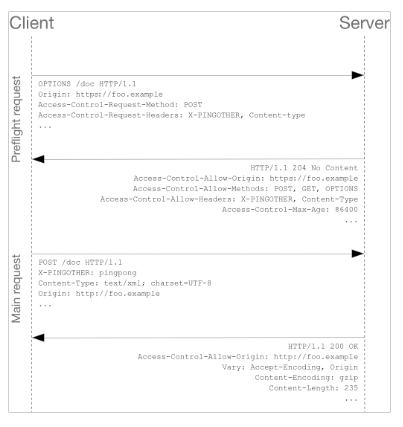 Client
Server
Preflight request
OPTIONS /doc HTTP/1.1
Origin: https://foo.example
Access-Control-Request-Method: POST
Access-Control-Request-Headers: X-PINGOTHER, Content-type
...
HTTP/1.1 204 No Content
Access-Control-Allow-Origin: https://foo.example
Access-Control-Allow-Methods: POST, GET, OPTIONS
Access-Control-Allow-Headers: X-PINGOTHER, Content-Type
Access-Control-Max-Age: 86400
...
Main request
POST /doc HTTP/1.1
X-PINGOTHER: pingpong
Content-Type: text/xml; charset=UTF-8
Origin: http://foo.example
...
HTTP/1.1 200 OK
Access-Control-Allow-Origin: http://foo.example
Vary: Accept-Encoding, Origin
Content-Encoding: gzip
Content-Length: 235
...